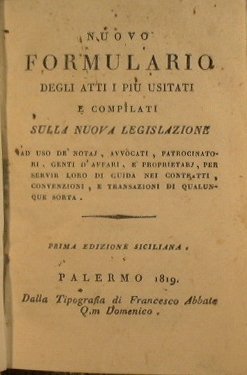 NUOVO
FORMULARIO
DEGLI ATTI I PIÙ USITATI
E COMPILATI
SULLA NUOVA LEGISLAZIONE
AD USO DE' NOTAJ, AVVOCATI, PATROCINATO-
RI, GENTI D'AFFARI, E PROPRIETARJ, PER
SERVIR LORO DI GUIDA NEI CONTRATTI,
CONVENZIONI, E TRANSAZIONI DI QUALUN-
QUE SORTA.
PRIMA EDIZIONE SICILIANA.
PALERMO 1819.
Dalla Tipografia di Francesco Abbate
Q.m Domenico.